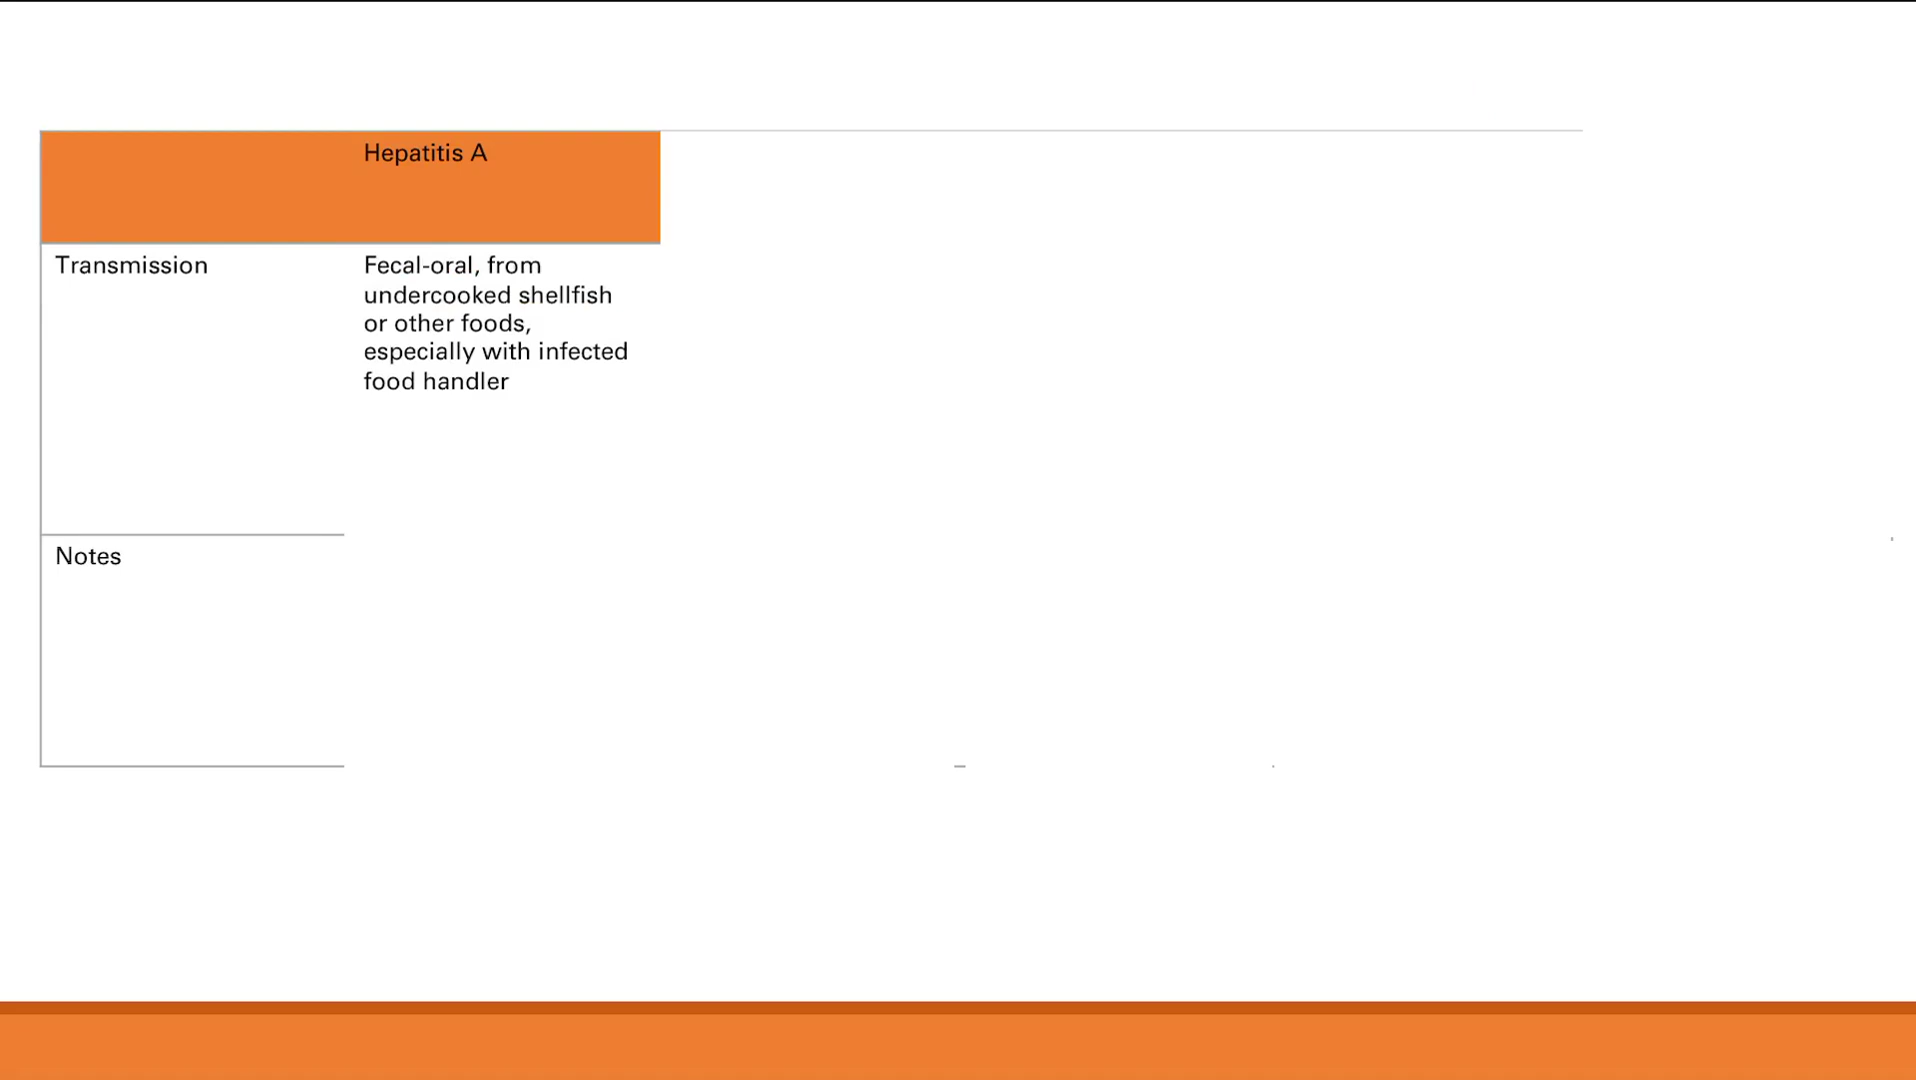 Hepatitis A
Transmission
Fecal-oral, from
undercooked shellfish
or other foods,
especially with infected
food handler
Notes